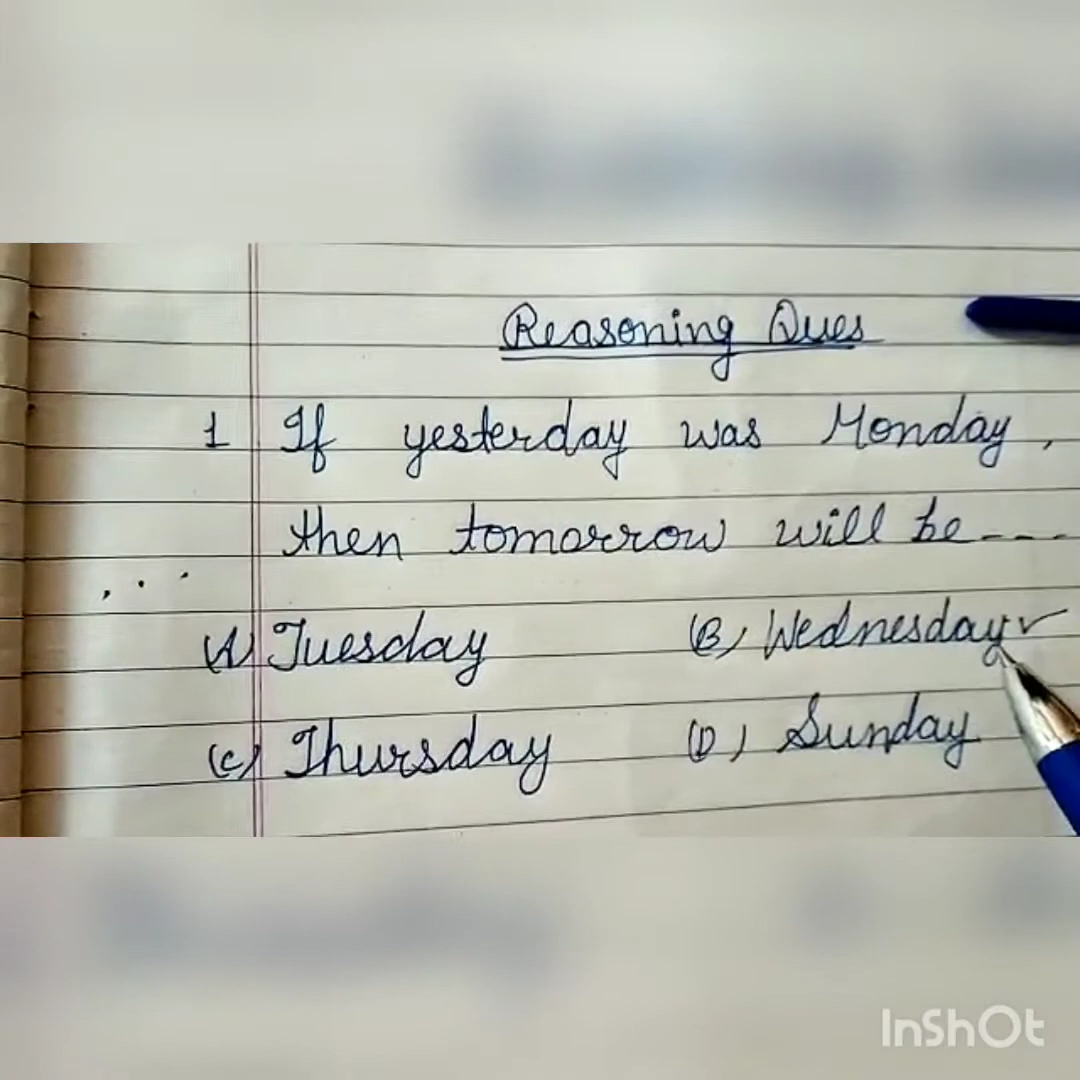 Reasoning Ques
1 If yesterday was Monday,
then tomorrow will be ---
(A) Tuesday (B) Wednesday ✓
(C) Thursday (D) Sunday
InShOt